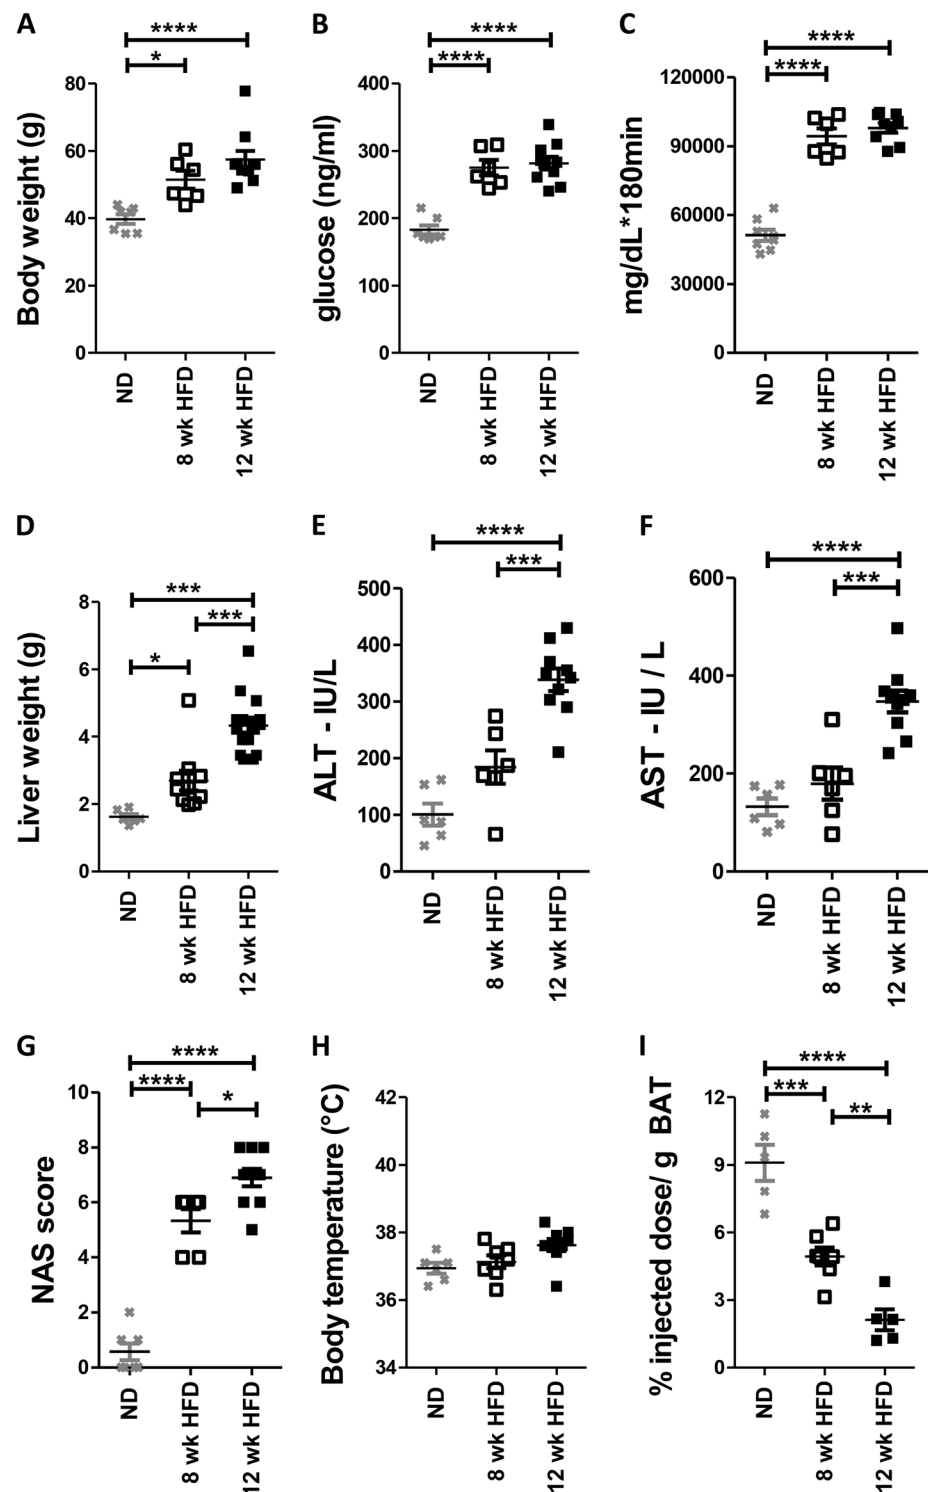 A
B
C
****
*
****
****
****
****
Body weight (g)
80
60
40
20
0
glucose (ng/ml)
400
300
200
100
0
mg/dL*180min
120000
90000
60000
30000
0
ND
8 wk HFD
12 wk HFD
ND
8 wk HFD
12 wk HFD
ND
8 wk HFD
12 wk HFD
D
E
F
***
***
*
****
***
****
***
Liver weight (g)
8
6
4
2
0
ALT - IU/L
500
400
300
200
100
0
AST - IU / L
600
400
200
0
ND
8 wk HFD
12 wk HFD
ND
8 wk HFD
12 wk HFD
ND
8 wk HFD
12 wk HFD
G
H
I
****
****
*
****
***
**
NAS score
10
8
6
4
2
0
Body temperature (°C)
42
40
38
36
34
% injected dose/ g BAT
12
9
6
3
0
ND
8 wk HFD
12 wk HFD
ND
8 wk HFD
12 wk HFD
ND
8 wk HFD
12 wk HFD